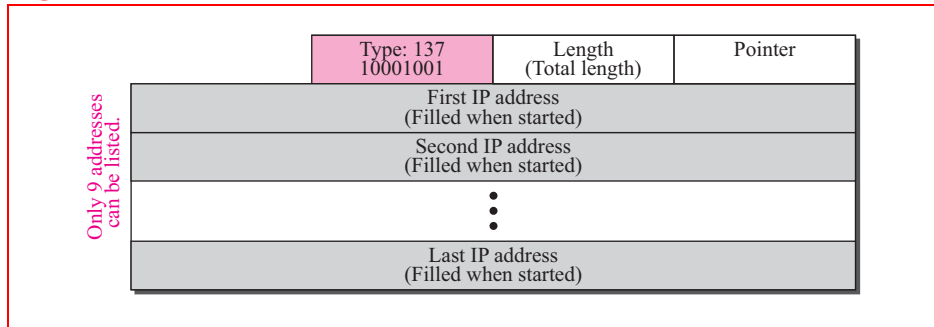 Type: 137
10001001
Length
(Total length)
Pointer
Only 9 addresses
can be listed.
First IP address
(Filled when started)
Second IP address
(Filled when started)
Last IP address
(Filled when started)